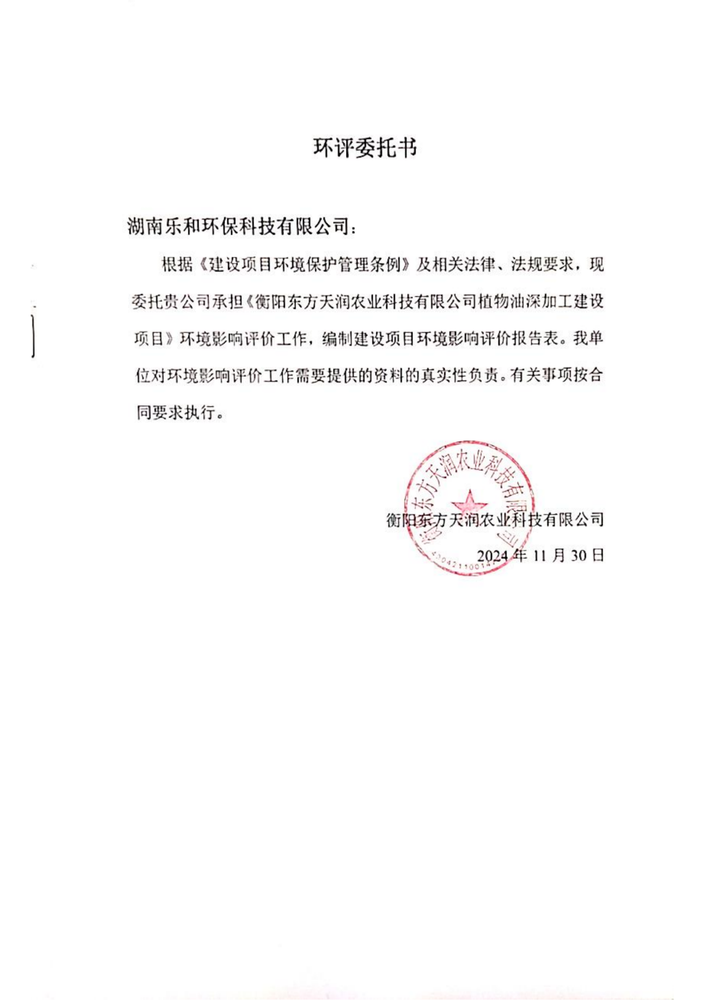 环评委托书
湖南乐和环保科技有限公司：
根据《建设项目环境保护管理条例》及相关法律、法规要求，现
委托贵公司承担《衡阳东方天润农业科技有限公司植物油深加工建设
项目》环境影响评价工作，编制建设项目环境影响评价报告表。我单
位对环境影响评价工作需要提供的资料的真实性负责。有关事项按合
同要求执行。
衡阳东方天润农业科技有限公司
衡阳东方天润农业科技有限公司
2024 年 11 月 30 日